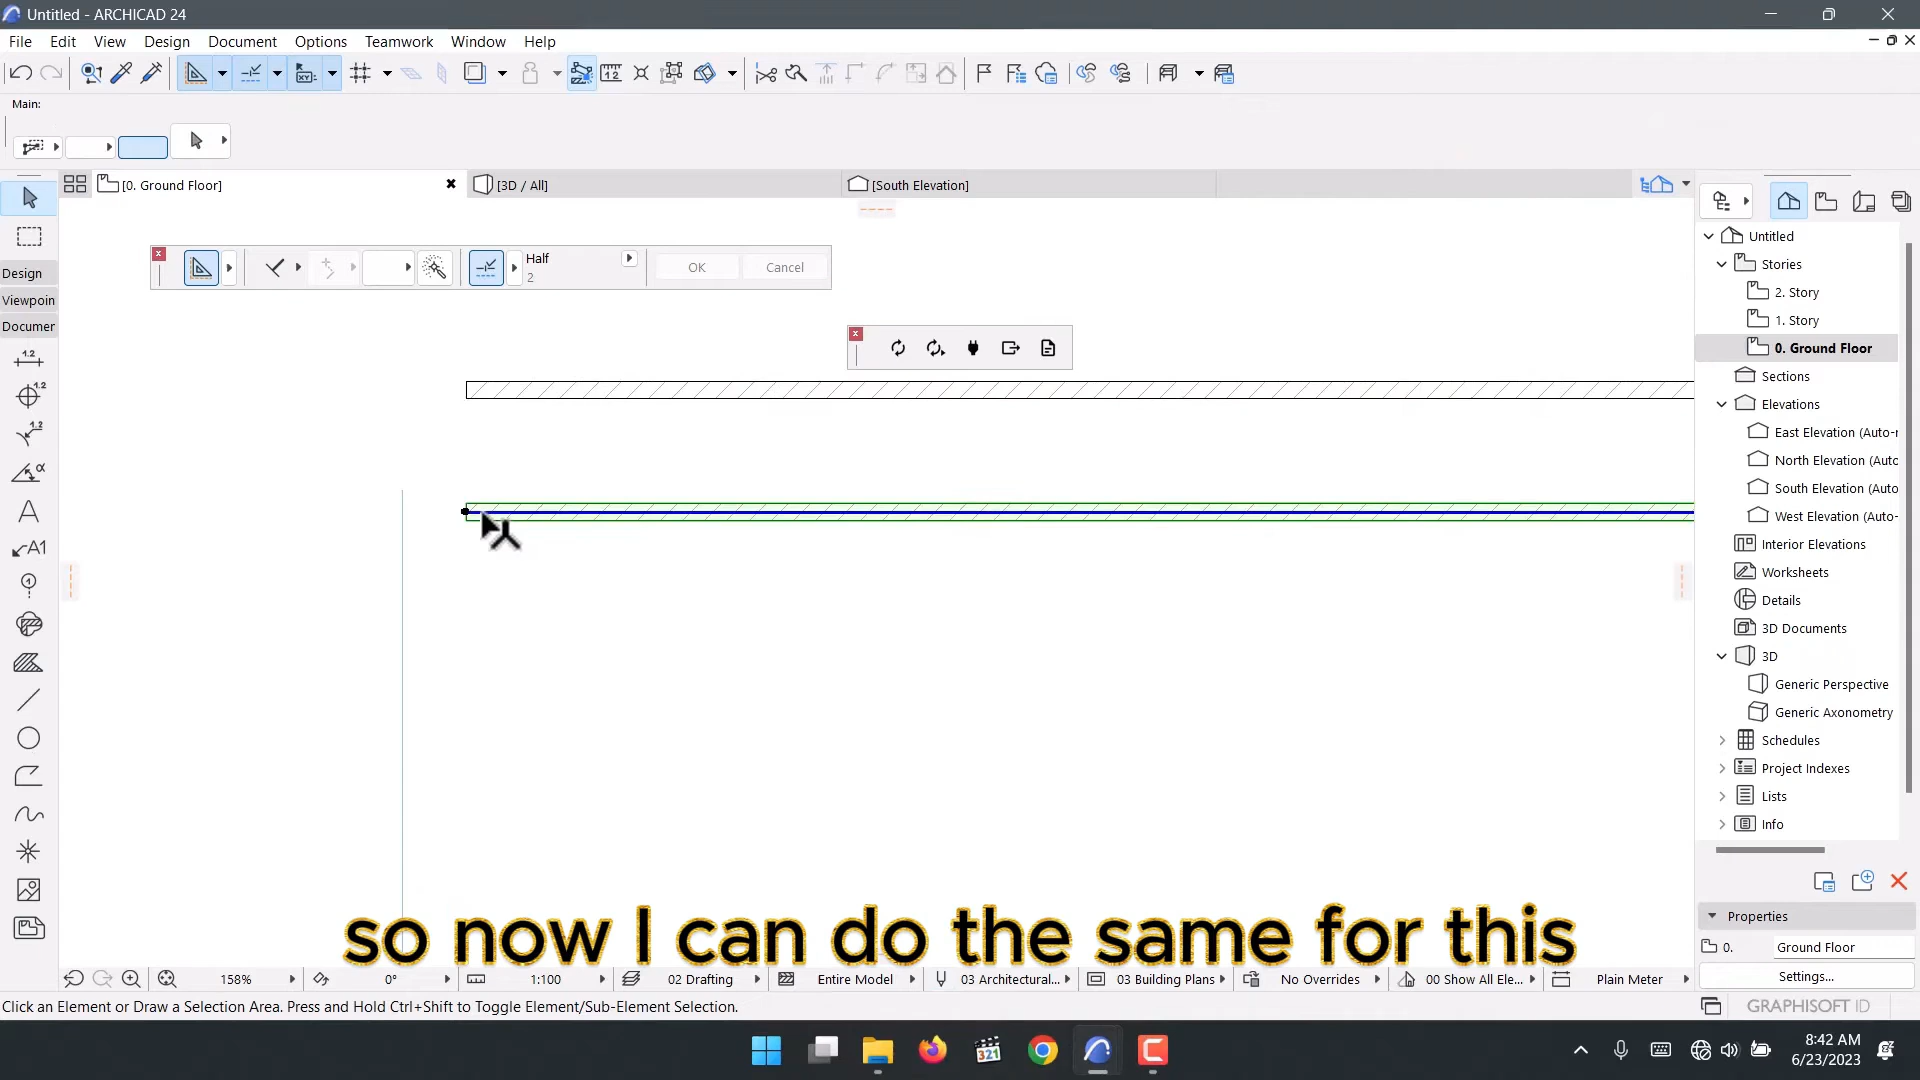 Untitled - ARCHICAD 24
File Edit View Design Document Options Teamwork Window Help
Main:
[0. Ground Floor]
[3D / All]
[South Elevation]
Design
Viewpoin
Documer
Half
2
OK
Cancel
Untitled
Stories
2. Story
1. Story
0. Ground Floor
Sections
Elevations
East Elevation (Auto-r
North Elevation (Auto
South Elevation (Auto
West Elevation (Auto-
Interior Elevations
Worksheets
Details
3D Documents
3D
Generic Perspective
Generic Axonometry
Schedules
Project Indexes
Lists
Info
Properties
0.
Ground Floor
Settings...
so now I can do the same for this
158%
0°
1:100
02 Drafting
Entire Model
03 Architectural...
03 Building Plans
No Overrides
00 Show All Ele...
Plain Meter
Click an Element or Draw a Selection Area. Press and Hold Ctrl+Shift to Toggle Element/Sub-Element Selection.
GRAPHISOFT ID
8:42 AM
6/23/2023